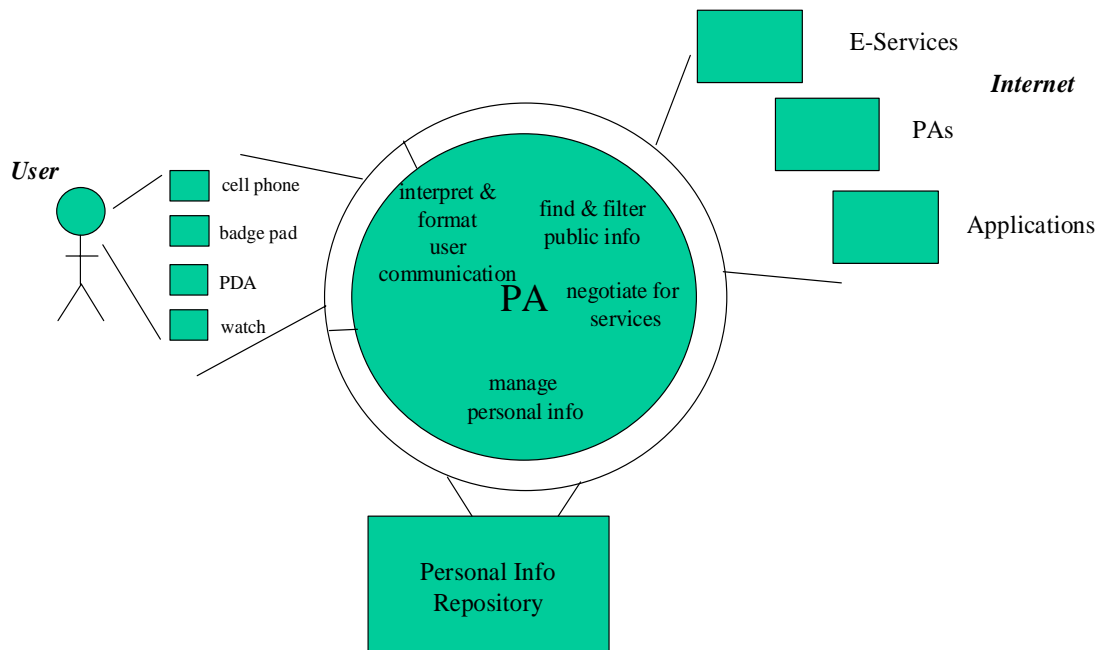 E-Services
Internet
PAs
Applications
User
cell phone
badge pad
PDA
watch
interpret &
format
user
communication
find & filter
public info
PA
negotiate for
services
manage
personal info
Personal Info
Repository